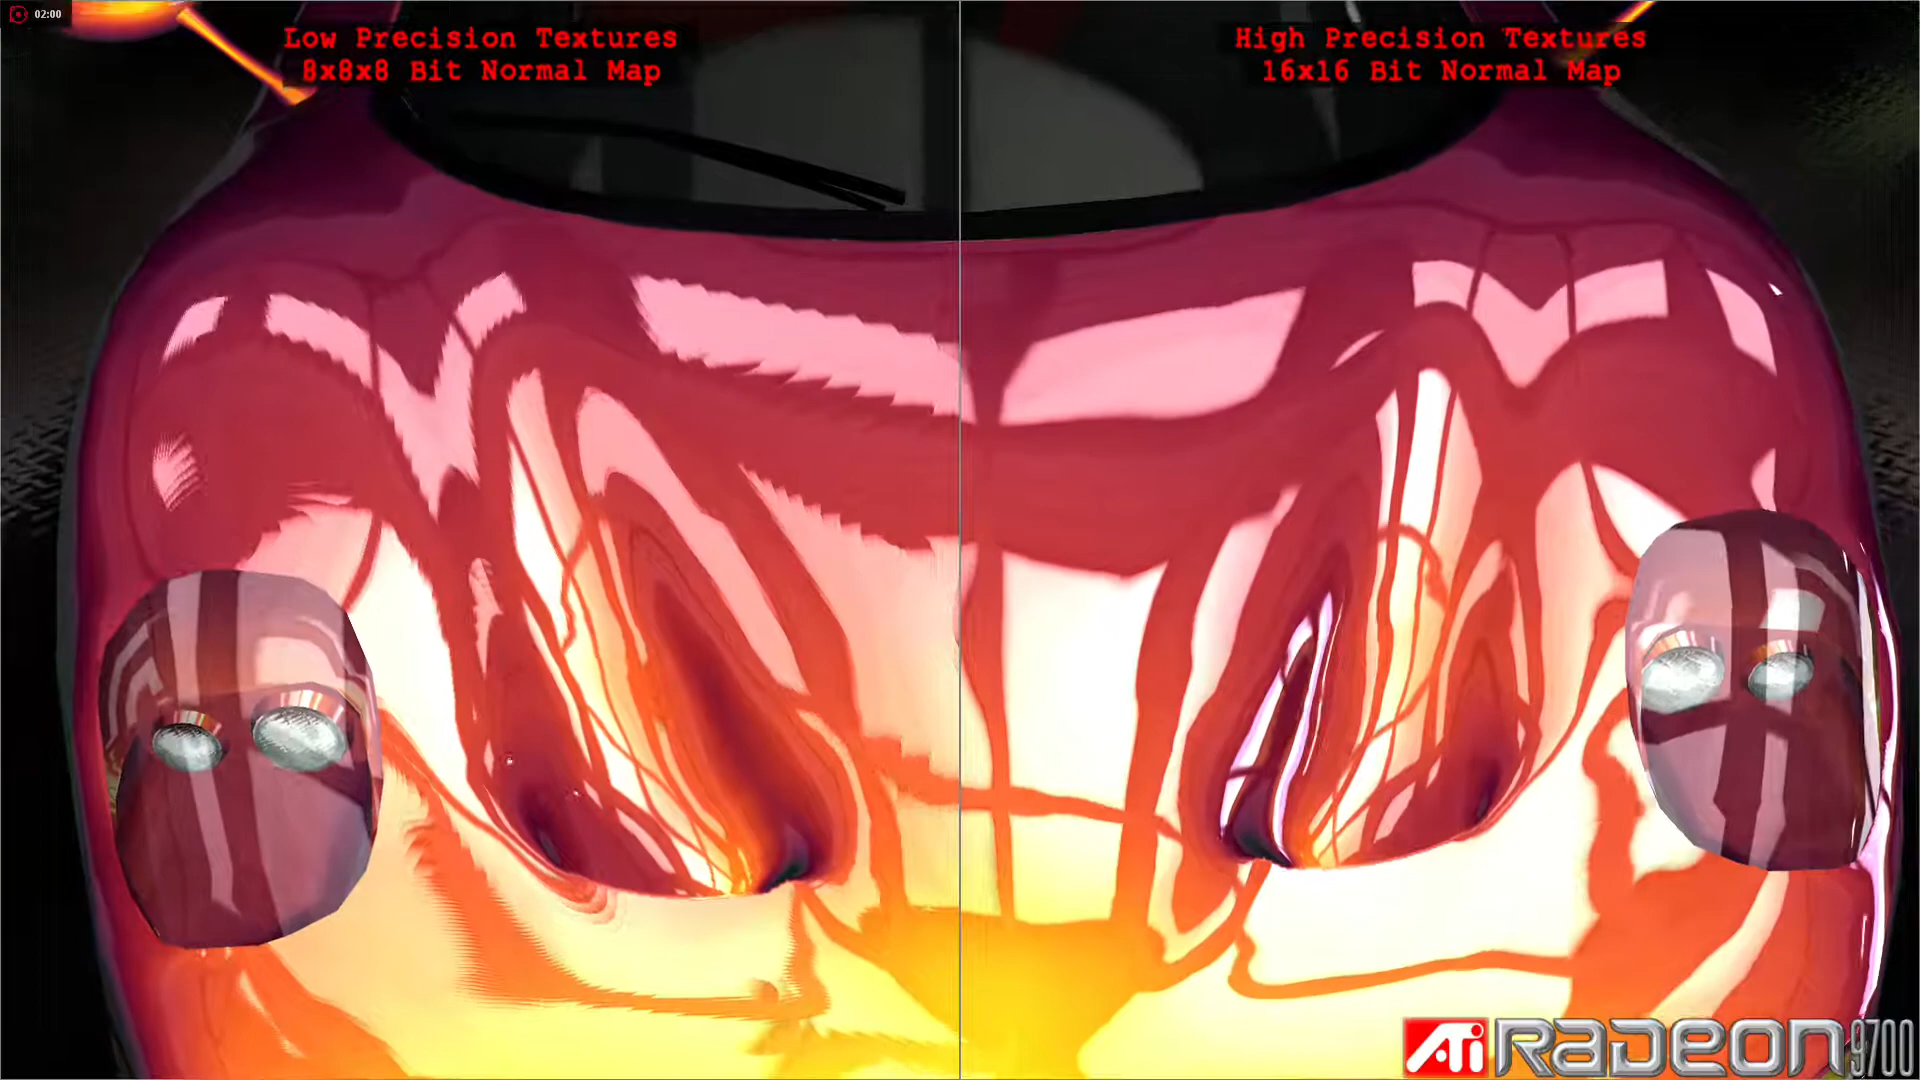 02:00
Low Precision Textures
8x8x8 Bit Normal Map
High Precision Textures
16x16 Bit Normal Map
ATi RADEON 9700